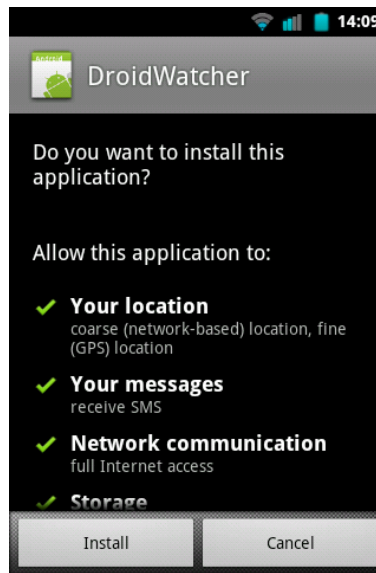 14:09
Android
DroidWatcher
Do you want to install this
application?
Allow this application to:
Your location
coarse (network-based) location, fine
(GPS) location
Your messages
receive SMS
Network communication
full Internet access
Storage
Install
Cancel